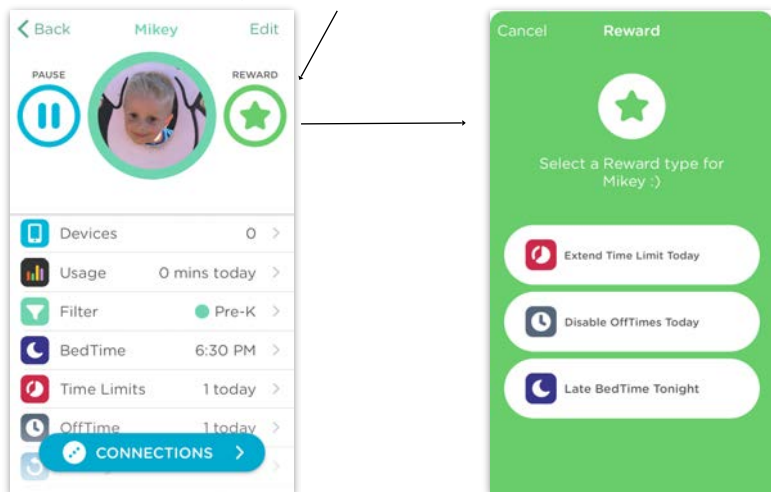 Back Mikey Edit
PAUSE REWARD
Devices 0
Usage 0 mins today
Filter Pre-K
BedTime 6:30 PM
Time Limits 1 today
OffTime 1 today
CONNECTIONS
Cancel Reward
Select a Reward type for
Mikey :)
Extend Time Limit Today
Disable OffTimes Today
Late BedTime Tonight